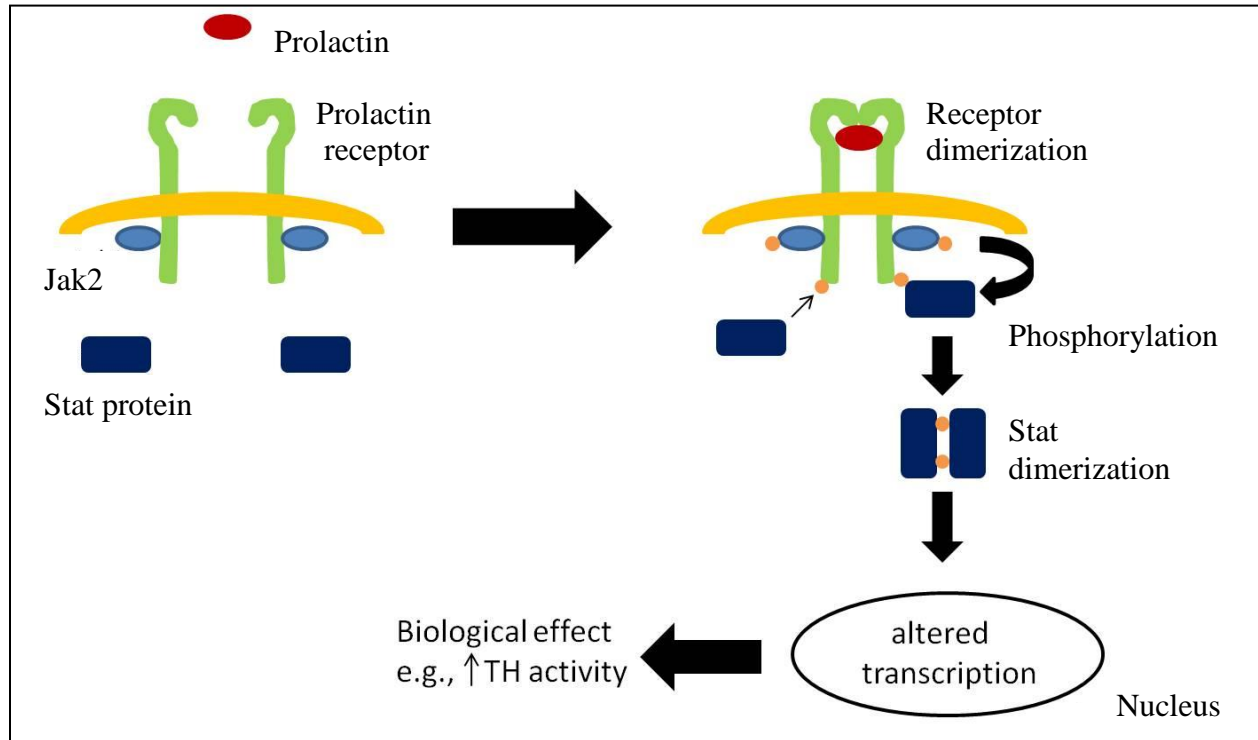 Prolactin
Prolactin
receptor
Jak2
Stat protein
Receptor
dimerization
Phosphorylation
Stat
dimerization
altered
transcription
Nucleus
Biological effect
e.g., ↑TH activity